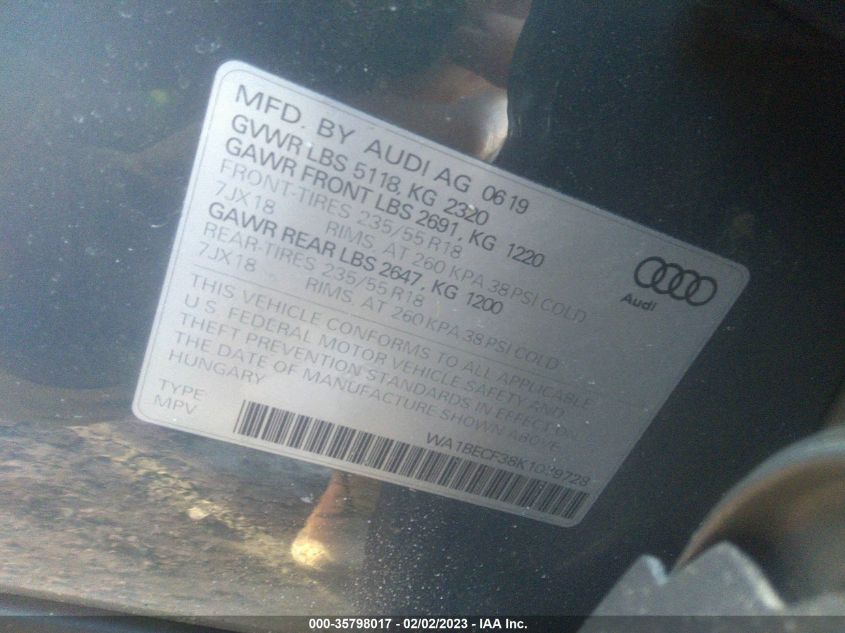 MFD. BY AUDI AG 0619
GVWR LBS 5118, KG 2320
GAWR FRONT LBS 2691, KG 1220
FRONT-TIRES 235/55 R18
7JX18 RIMS, AT 260 KPA 38 PSI COLD
GAWR REAR LBS 2647, KG 1200
REAR-TIRES 235/55 R18
7JX18 RIMS, AT 260 KPA 38 PSI COLD
Audi
THIS VEHICLE CONFORMS TO ALL APPLICABLE
U.S. FEDERAL MOTOR VEHICLE SAFETY AND
THEFT PREVENTION STANDARDS IN EFFECT ON
THE DATE OF MANUFACTURE SHOWN ABOVE.
HUNGARY
TYPE
MPV
000-35798017 - 02/02/2023 - IAA Inc.